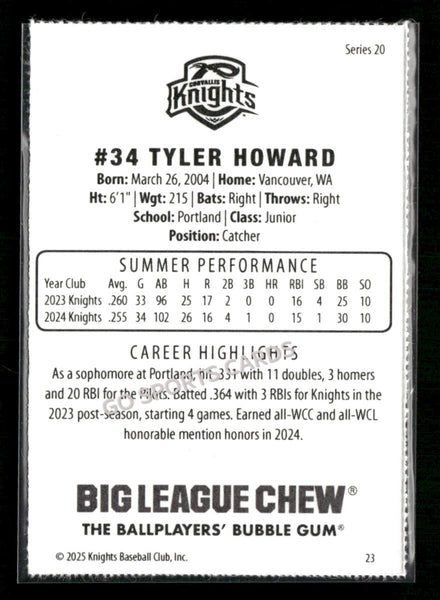 Series 20
CORVALLIS
Knights
#34 TYLER HOWARD
Born: March 26, 2004 | Home: Vancouver, WA
Ht: 6'1" | Wgt: 215 | Bats: Right | Throws: Right
School: Portland | Class: Junior
Position: Catcher
SUMMER PERFORMANCE
Year Club Avg. G AB H R 2B 3B HR RBI SB BB SO
2023 Knights .260 33 96 25 17 2 0 0 16 4 25 10
2024 Knights .255 34 102 26 16 4 1 0 15 1 30 10
CAREER HIGHLIGHTS
As a sophomore at Portland, hit .331 with 11 doubles, 3 homers
and 20 RBI for the Pilots. Batted .364 with 3 RBIs for Knights in the
2023 post-season, starting 4 games. Earned all-WCC and all-WCL
honorable mention honors in 2024.
GO SPORTS CARDS
BIG LEAGUE CHEW®
THE BALLPLAYERS' BUBBLE GUM®
© 2025 Knights Baseball Club, Inc. 23